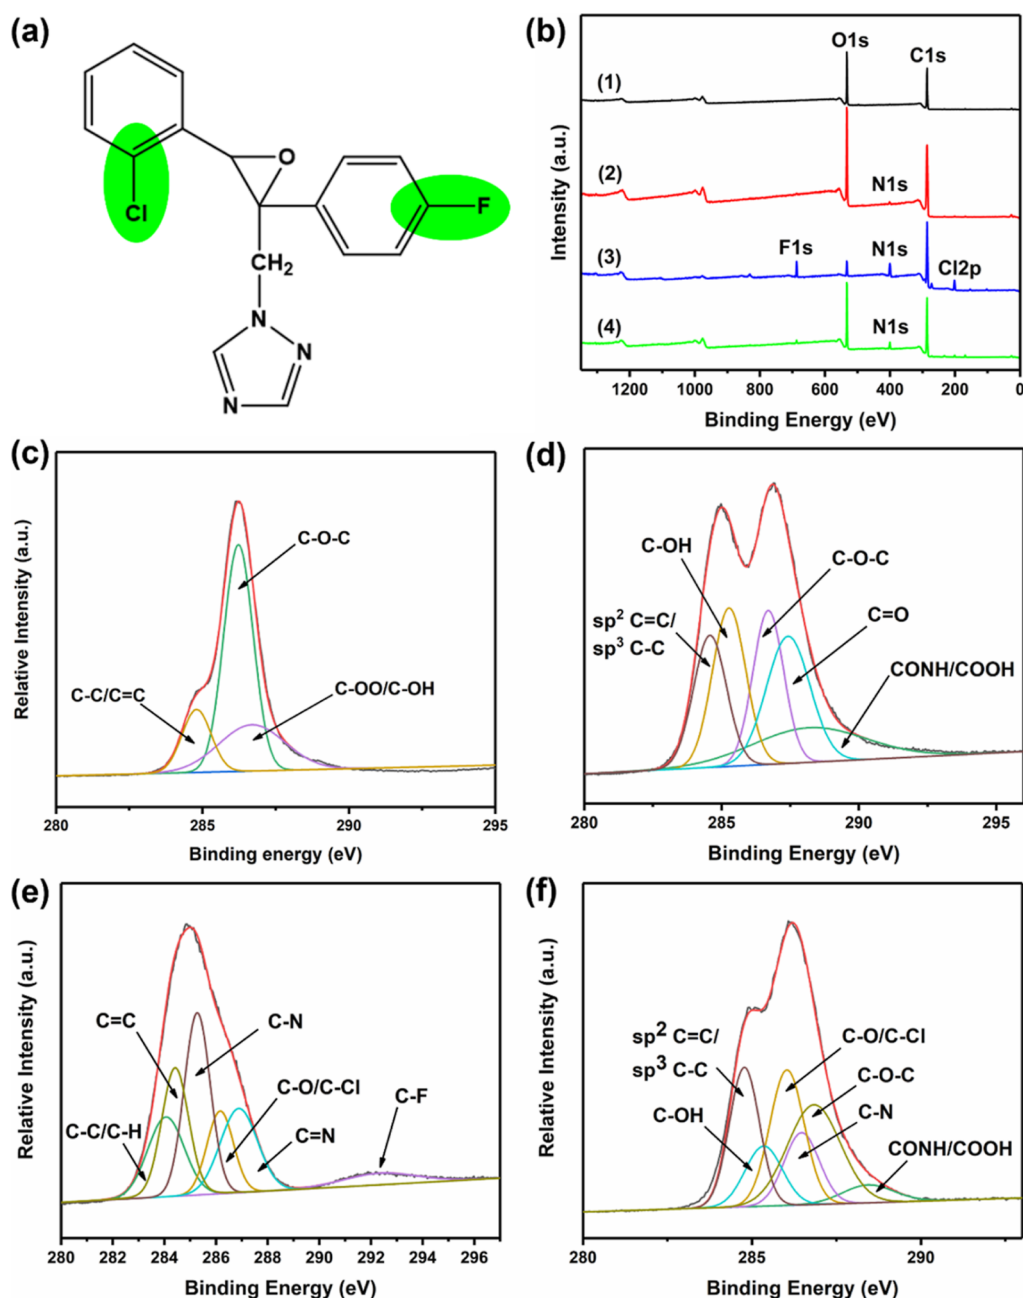 (a)
Cl
O
F
CH2
N
N
N
(b)
O1s
C1s
(1)
(2)
N1s
(3)
F1s
N1s
Cl2p
(4)
N1s
Intensity (a.u.)
1200 1000 800 600 400 200 0
Binding Energy (eV)
(c)
C-O-C
C-C/C=C
C-OO/C-OH
Relative Intensity (a.u.)
280 285 290 295
Binding energy (eV)
(d)
C-OH
C-O-C
sp2 C=C/
sp3 C-C
C=O
CONH/COOH
Relative Intensity (a.u.)
280 285 290 295
Binding Energy (eV)
(e)
C=C
C-N
C-O/C-Cl
C-F
C-C/C-H
C=N
Relative Intensity (a.u.)
280 282 284 286 288 290 292 294 296
Binding Energy (eV)
(f)
sp2 C=C/
sp3 C-C
C-O/C-Cl
C-O-C
C-OH
C-N
CONH/COOH
Relative Intensity (a.u.)
280 285 290
Binding Energy (eV)